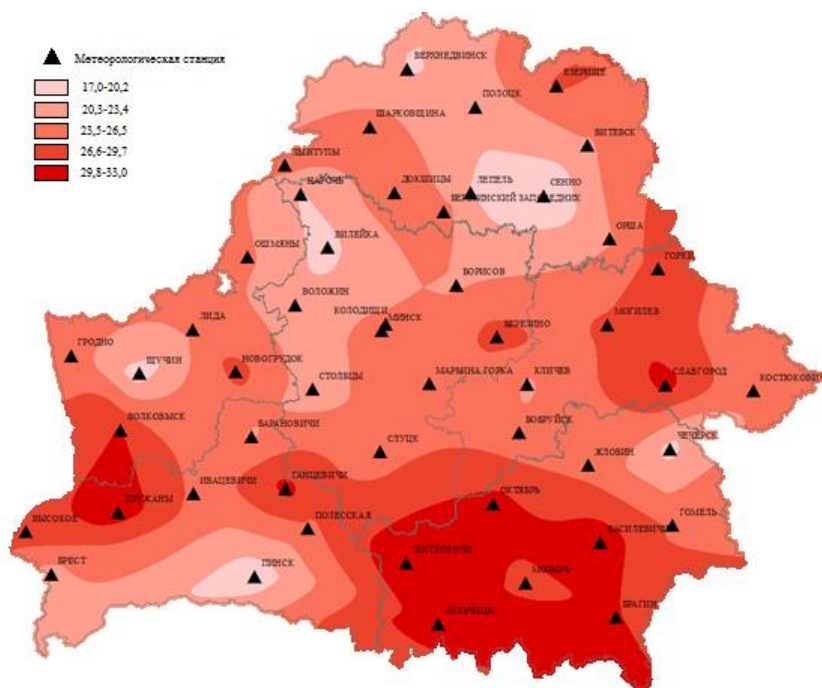 Метеорологическая станция
17,0-20,2
20,3-23,4
23,5-26,5
26,6-29,7
29,8-33,0
ВЕРХНЕДВИНСК
ЕЗЕРИЩЕ
ПОЛОЦК
ШАРКОВЩИНА
ВИТЕБСК
ЛЫНТУПЫ
НАРОЧЬ
ДОКШИЦЫ
ЛЕПЕЛЬ
СЕННО
БЕРЕЗИНСКИЙ ЗАПОВЕДНИК
ОРША
ВИЛЕЙКА
ОШМЯНЫ
ГОРКИ
БОРИСОВ
ВОЛОЖИН
КОЛОДИЩИ
МИНСК
МОГИЛЕВ
ЛИДА
БЕРЕЗИНО
ГРОДНО
ЩУЧИН
НОВОГРУДОК
СТОЛБЦЫ
МАРЬИНА ГОРКА
КЛИЧЕВ
СЛАВГОРОД
КОСТЮКОВИЧ
ВОЛКОВЫСК
БАРАНОВИЧИ
БОБРУЙСК
СЛУЦК
ЧЕЧЕРСК
ЖЛОБИН
ИВАЦЕВИЧИ
ГАНЦЕВИЧИ
ПРУЖАНЫ
ОКТЯБРЬ
ВЫСОКОЕ
ПОЛЕССКАЯ
ВАСИЛЕВИЧИ
ГОМЕЛЬ
ЖИТКОВИЧИ
БРЕСТ
ПИНСК
МОЗЫРЬ
ЛЕЛЬЧИЦЫ
БРАГИН